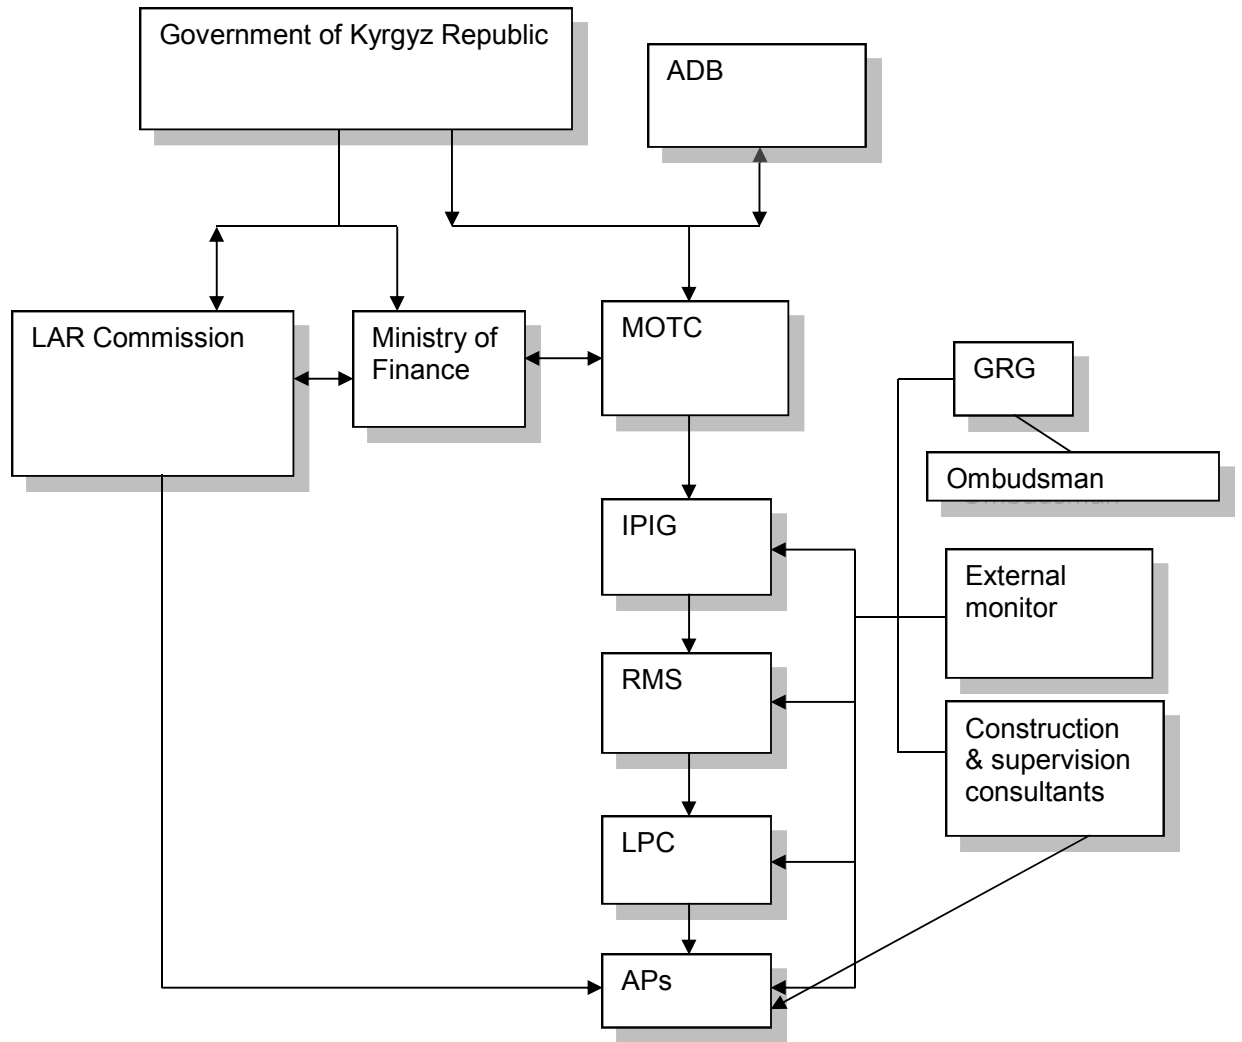 Government of Kyrgyz Republic
ADB
LAR Commission
Ministry of
Finance
MOTC
GRG
Ombudsman
IPIG
External
monitor
RMS
Construction
& supervision
consultants
LPC
APs